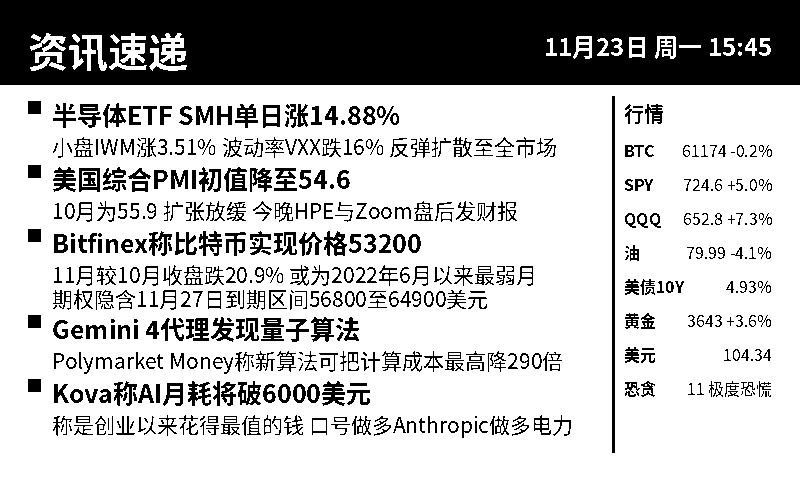 资讯速递
11月23日 周一 15:45
半导体ETF SMH单日涨14.88%
小盘IWM涨3.51% 波动率VXX跌16% 反弹扩散至全市场
美国综合PMI初值降至54.6
10月为55.9 扩张放缓 今晚HPE与Zoom盘后发财报
Bitfinex称比特币实现价格53200
11月较10月收盘跌20.9% 或为2022年6月以来最弱月
期权隐含11月27日到期区间56800至64900美元
Gemini 4代理发现量子算法
Polymarket Money称新算法可把计算成本最高降290倍
Kova称AI月耗将破6000美元
称是创业以来花得最值的钱 口号做多Anthropic做多电力
行情
BTC 61174 -0.2%
SPY 724.6 +5.0%
QQQ 652.8 +7.3%
油 79.99 -4.1%
美债10Y 4.93%
黄金 3643 +3.6%
美元 104.34
恐贪 11 极度恐慌